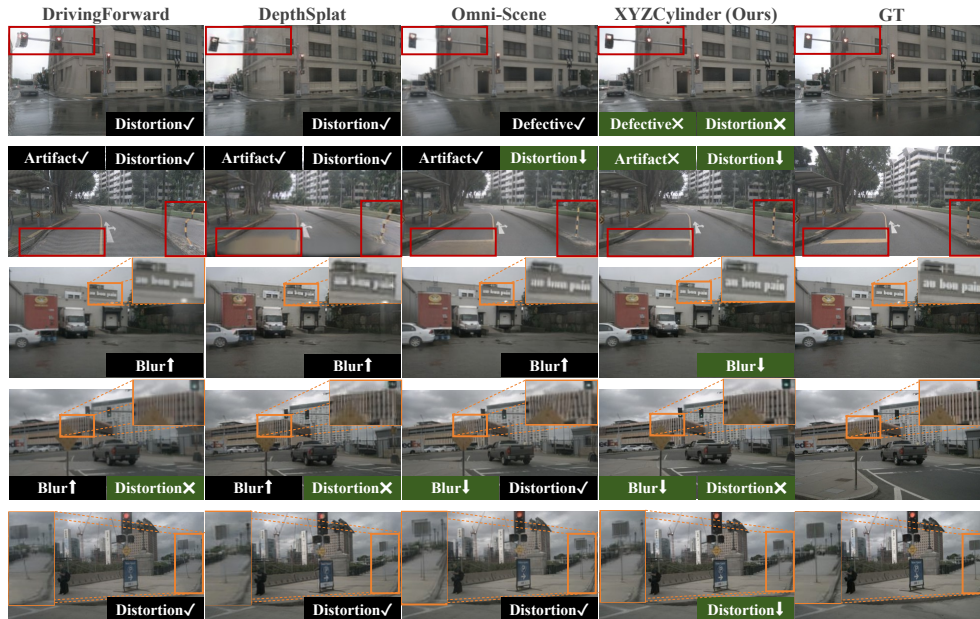 DrivingForward DepthSplat Omni-Scene XYZCylinder (Ours) GT
Distortion✓ Distortion✓ Defective✓ Defective✕ Distortion✕
Artifact✓ Distortion✓ Artifact✓ Distortion✓ Artifact✓ Distortion⬇ Artifact✕ Distortion⬇
au bon pain au bon pain au bon pain au bon pain au bon pain
Blur⬆ Blur⬆ Blur⬆ Blur⬇
Blur⬆ Distortion✕ Blur⬆ Distortion✕ Blur⬇ Distortion✓ Blur⬇ Distortion✕
Distortion✓ Distortion✓ Distortion✓ Distortion⬇